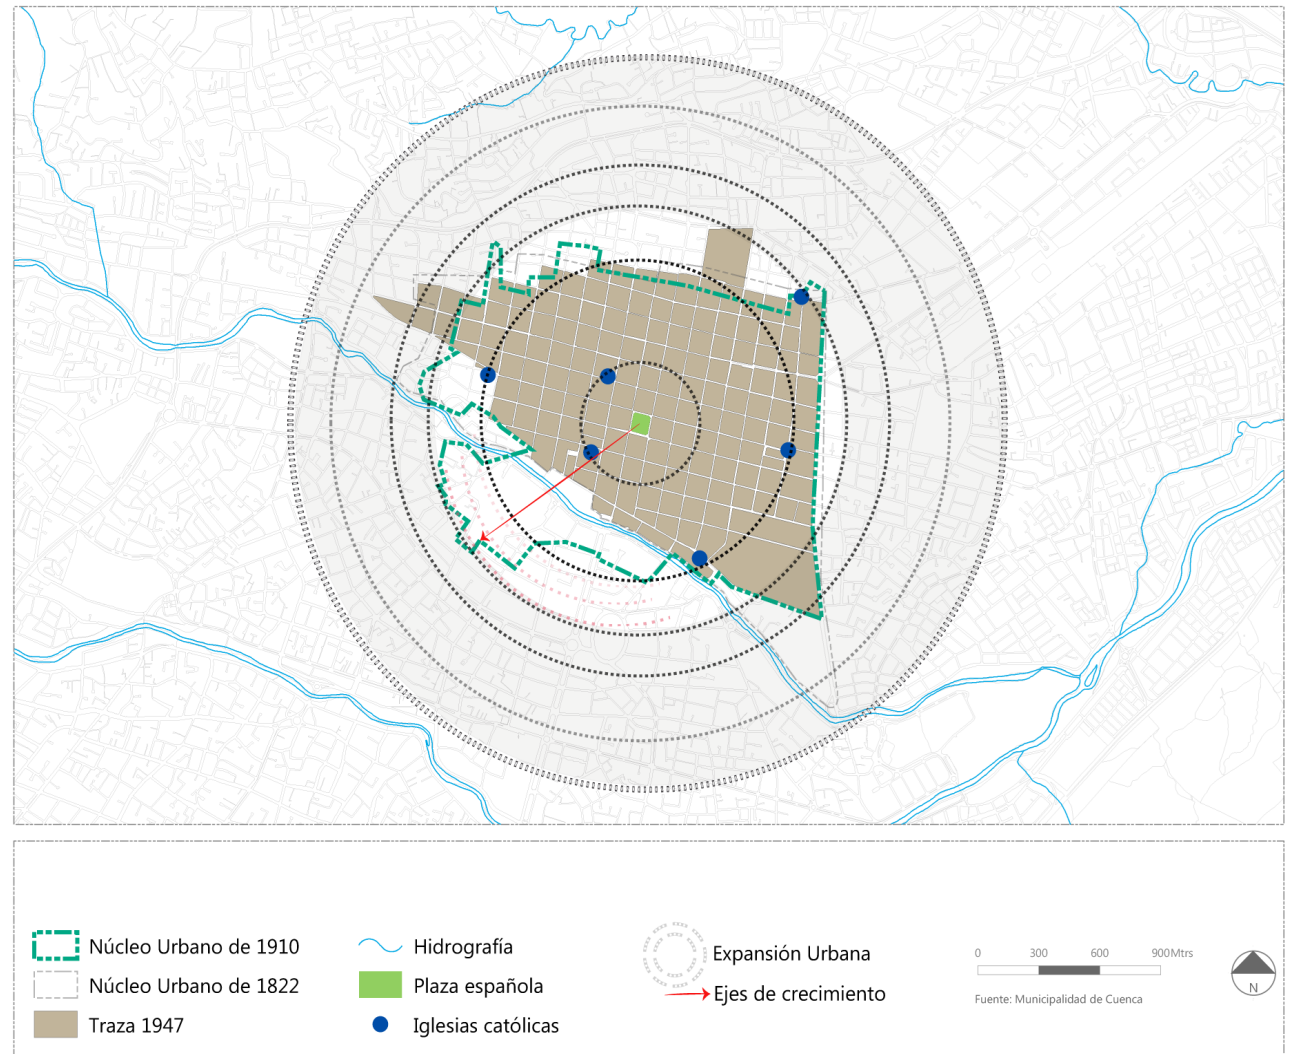 Núcleo Urbano de 1910
Núcleo Urbano de 1822
Traza 1947
Hidrografía
Plaza española
Iglesias católicas
Expansión Urbana
Ejes de crecimiento
0 300 600 900Mtrs
Fuente: Municipalidad de Cuenca
N